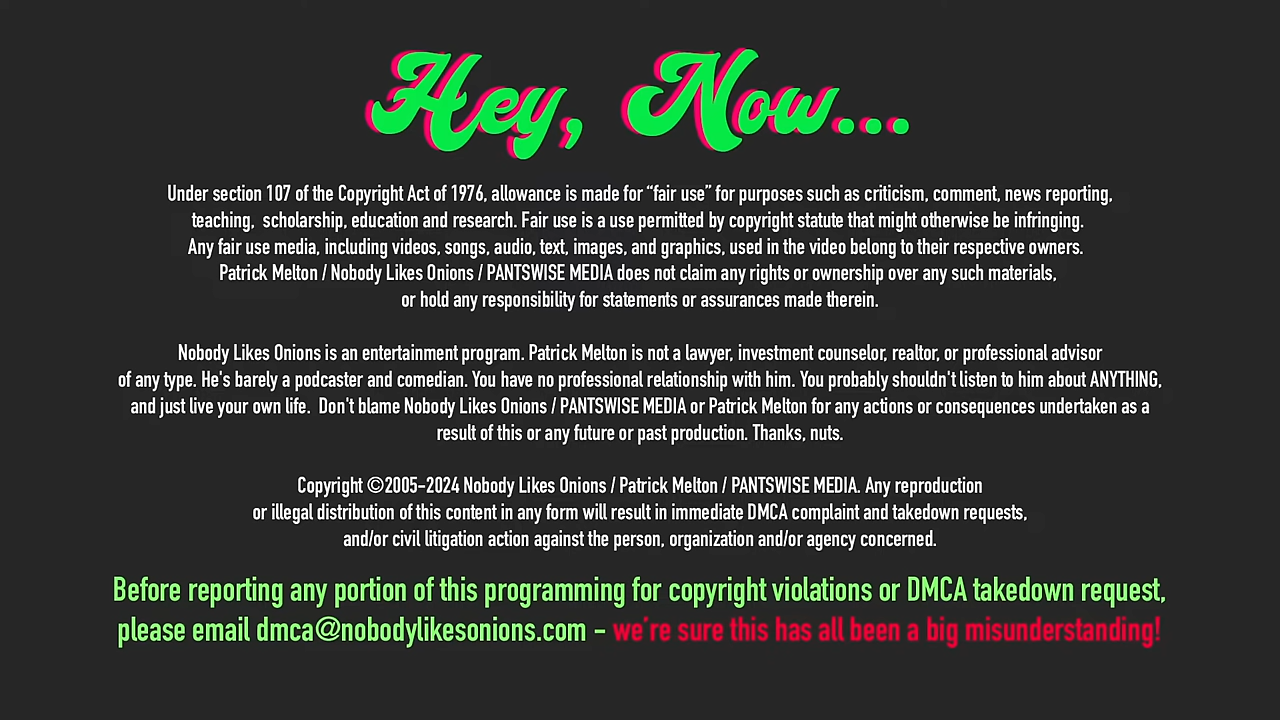 Hey, Now...
Under section 107 of the Copyright Act of 1976, allowance is made for “fair use” for purposes such as criticism, comment, news reporting,
teaching,  scholarship, education and research. Fair use is a use permitted by copyright statute that might otherwise be infringing.
Any fair use media, including videos, songs, audio, text, images, and graphics, used in the video belong to their respective owners.
Patrick Melton / Nobody Likes Onions / PANTSWISE MEDIA does not claim any rights or ownership over any such materials,
or hold any responsibility for statements or assurances made therein.
Nobody Likes Onions is an entertainment program. Patrick Melton is not a lawyer, investment counselor, realtor, or professional advisor
of any type. He's barely a podcaster and comedian. You have no professional relationship with him. You probably shouldn't listen to him about ANYTHING,
and just live your own life.  Don't blame Nobody Likes Onions / PANTSWISE MEDIA or Patrick Melton for any actions or consequences undertaken as a
result of this or any future or past production. Thanks, nuts.
Copyright ©2005-2024 Nobody Likes Onions / Patrick Melton / PANTSWISE MEDIA. Any reproduction
or illegal distribution of this content in any form will result in immediate DMCA complaint and takedown requests,
and/or civil litigation action against the person, organization and/or agency concerned.
Before reporting any portion of this programming for copyright violations or DMCA takedown request,
please email dmca@nobodylikesonions.com - we're sure this has all been a big misunderstanding!